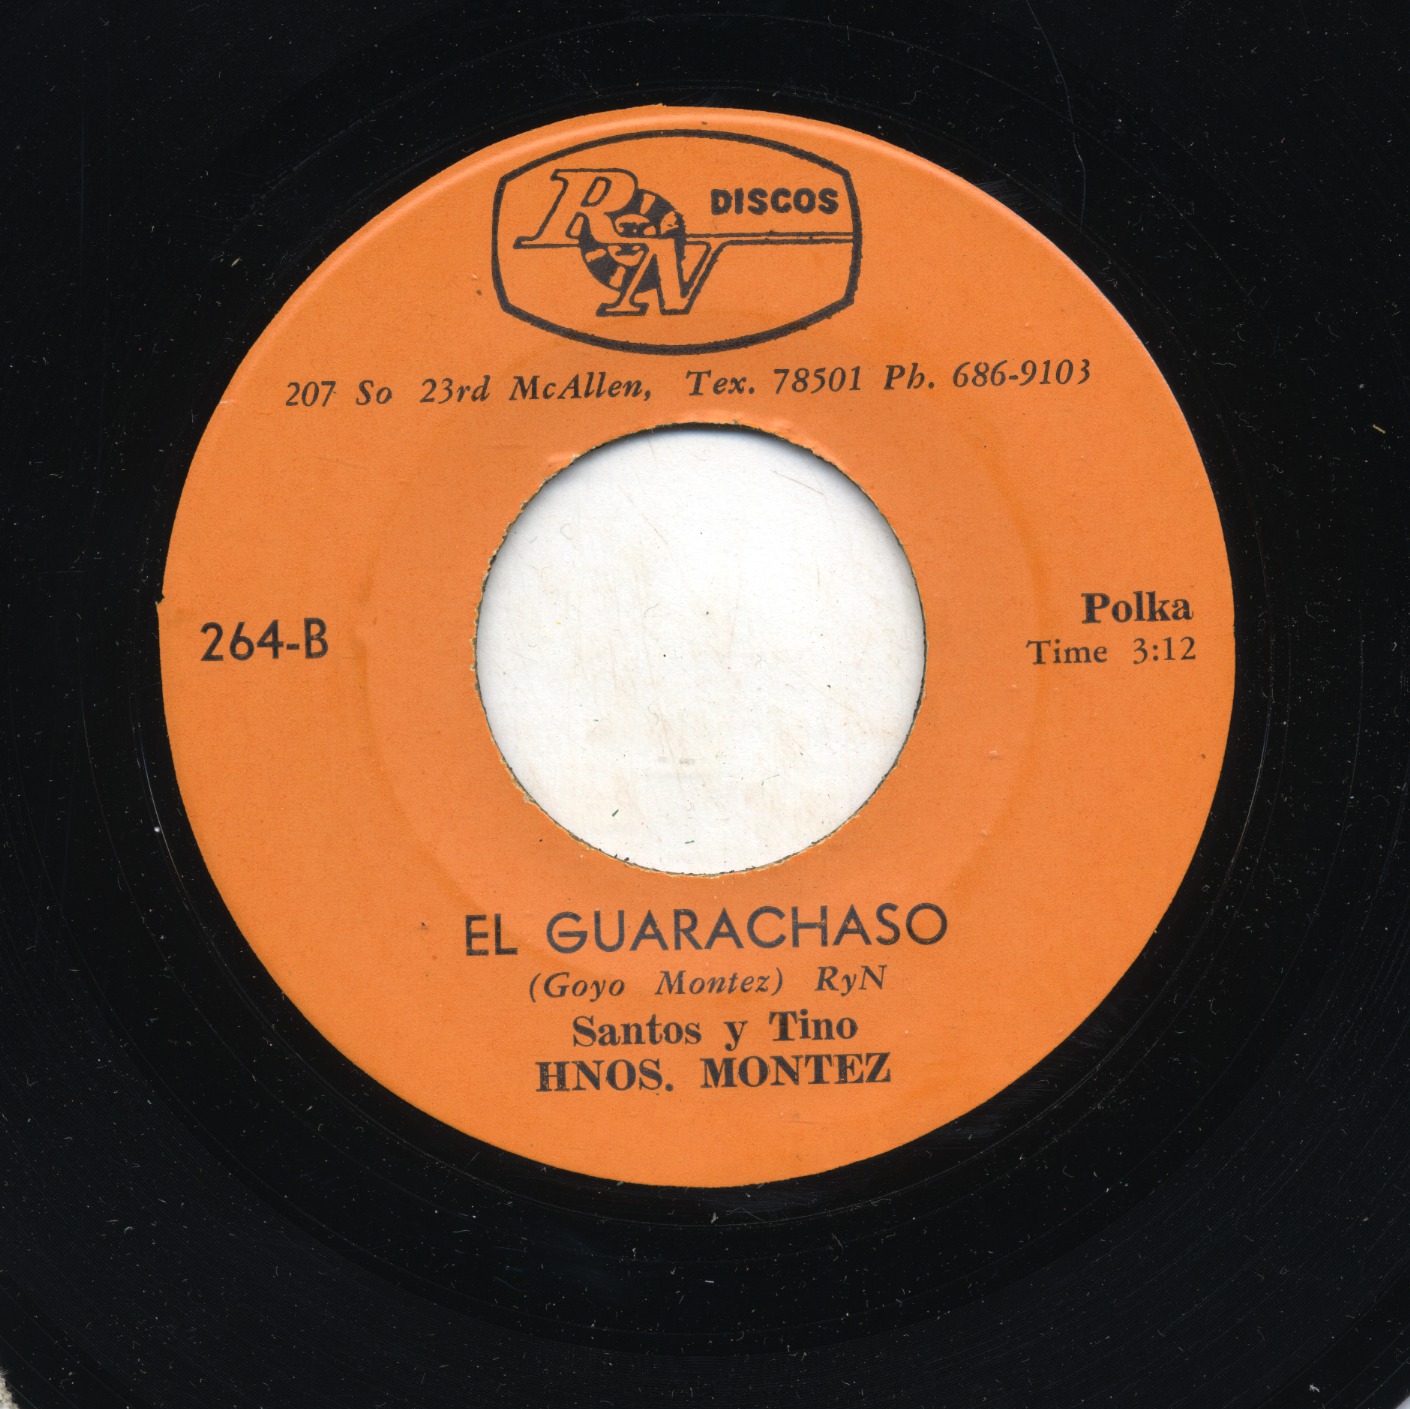 RyN DISCOS
207 So 23rd McAllen, Tex. 78501 Ph. 686-9103
264-B
Polka
Time 3:12
EL GUARACHASO
(Goyo Montez) RyN
Santos y Tino
HNOS. MONTEZ